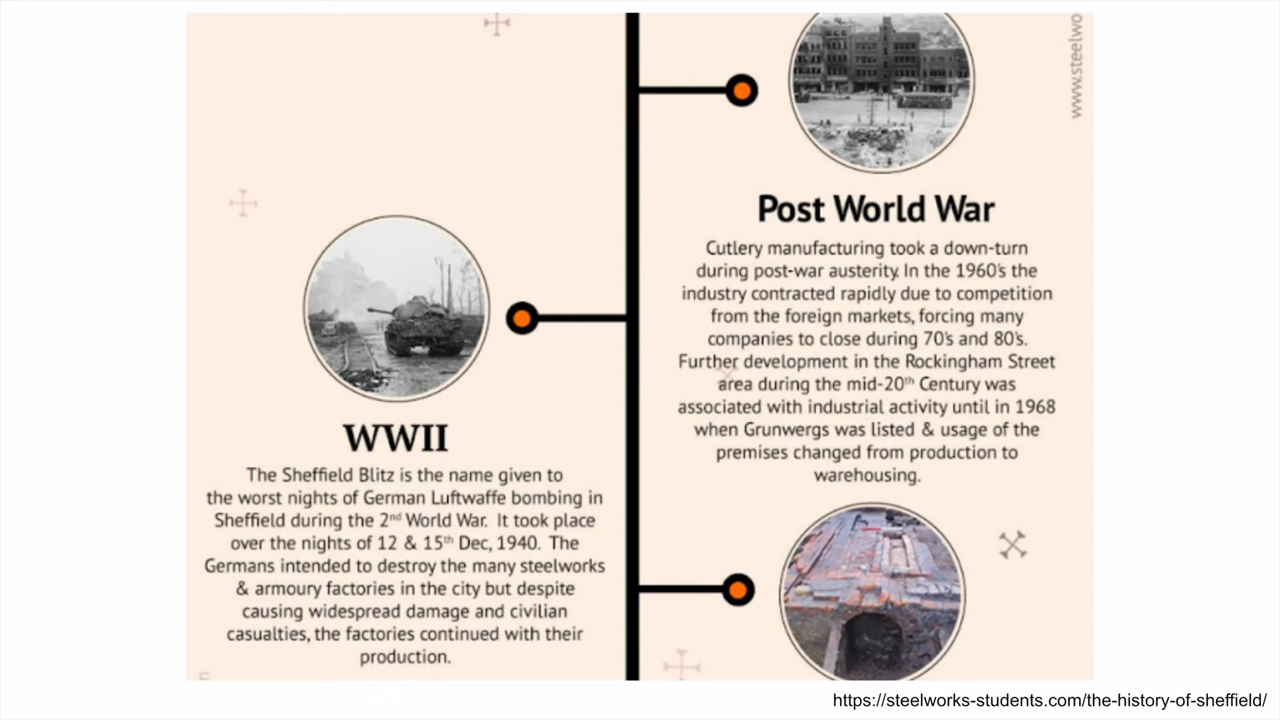 www.steelwo
Post World War
Cutlery manufacturing took a down-turn
during post-war austerity. In the 1960's the
industry contracted rapidly due to competition
from the foreign markets, forcing many
companies to close during 70's and 80's.
Further development in the Rockingham Street
area during the mid-20th Century was
associated with industrial activity until in 1968
when Grunwergs was listed & usage of the
premises changed from production to
warehousing.
WWII
The Sheffield Blitz is the name given to
the worst nights of German Luftwaffe bombing in
Sheffield during the 2nd World War. It took place
over the nights of 12 & 15th Dec, 1940. The
Germans intended to destroy the many steelworks
& armoury factories in the city but despite
causing widespread damage and civilian
casualties, the factories continued with their
production.
https://steelworks-students.com/the-history-of-sheffield/